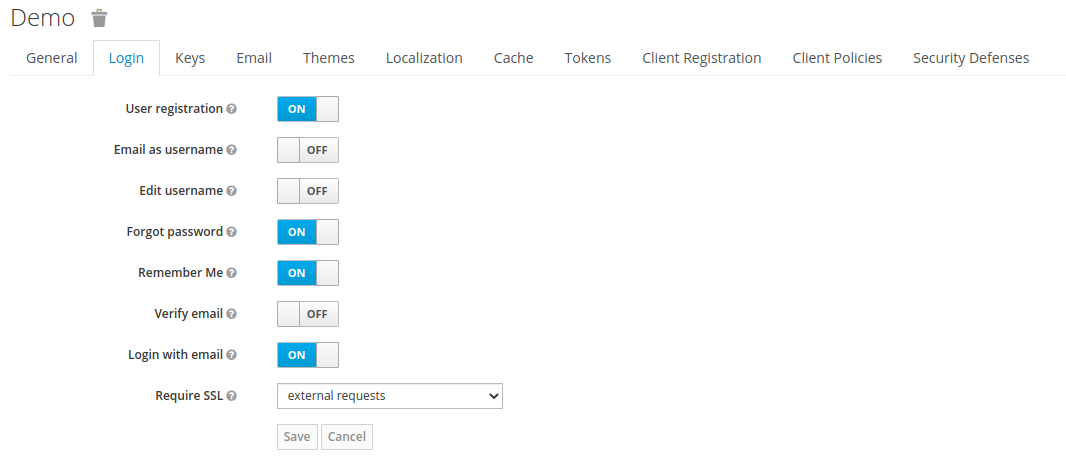 Demo
General Login Keys Email Themes Localization Cache Tokens Client Registration Client Policies Security Defenses
User registration ON
Email as username OFF
Edit username OFF
Forgot password ON
Remember Me ON
Verify email OFF
Login with email ON
Require SSL external requests
Save Cancel